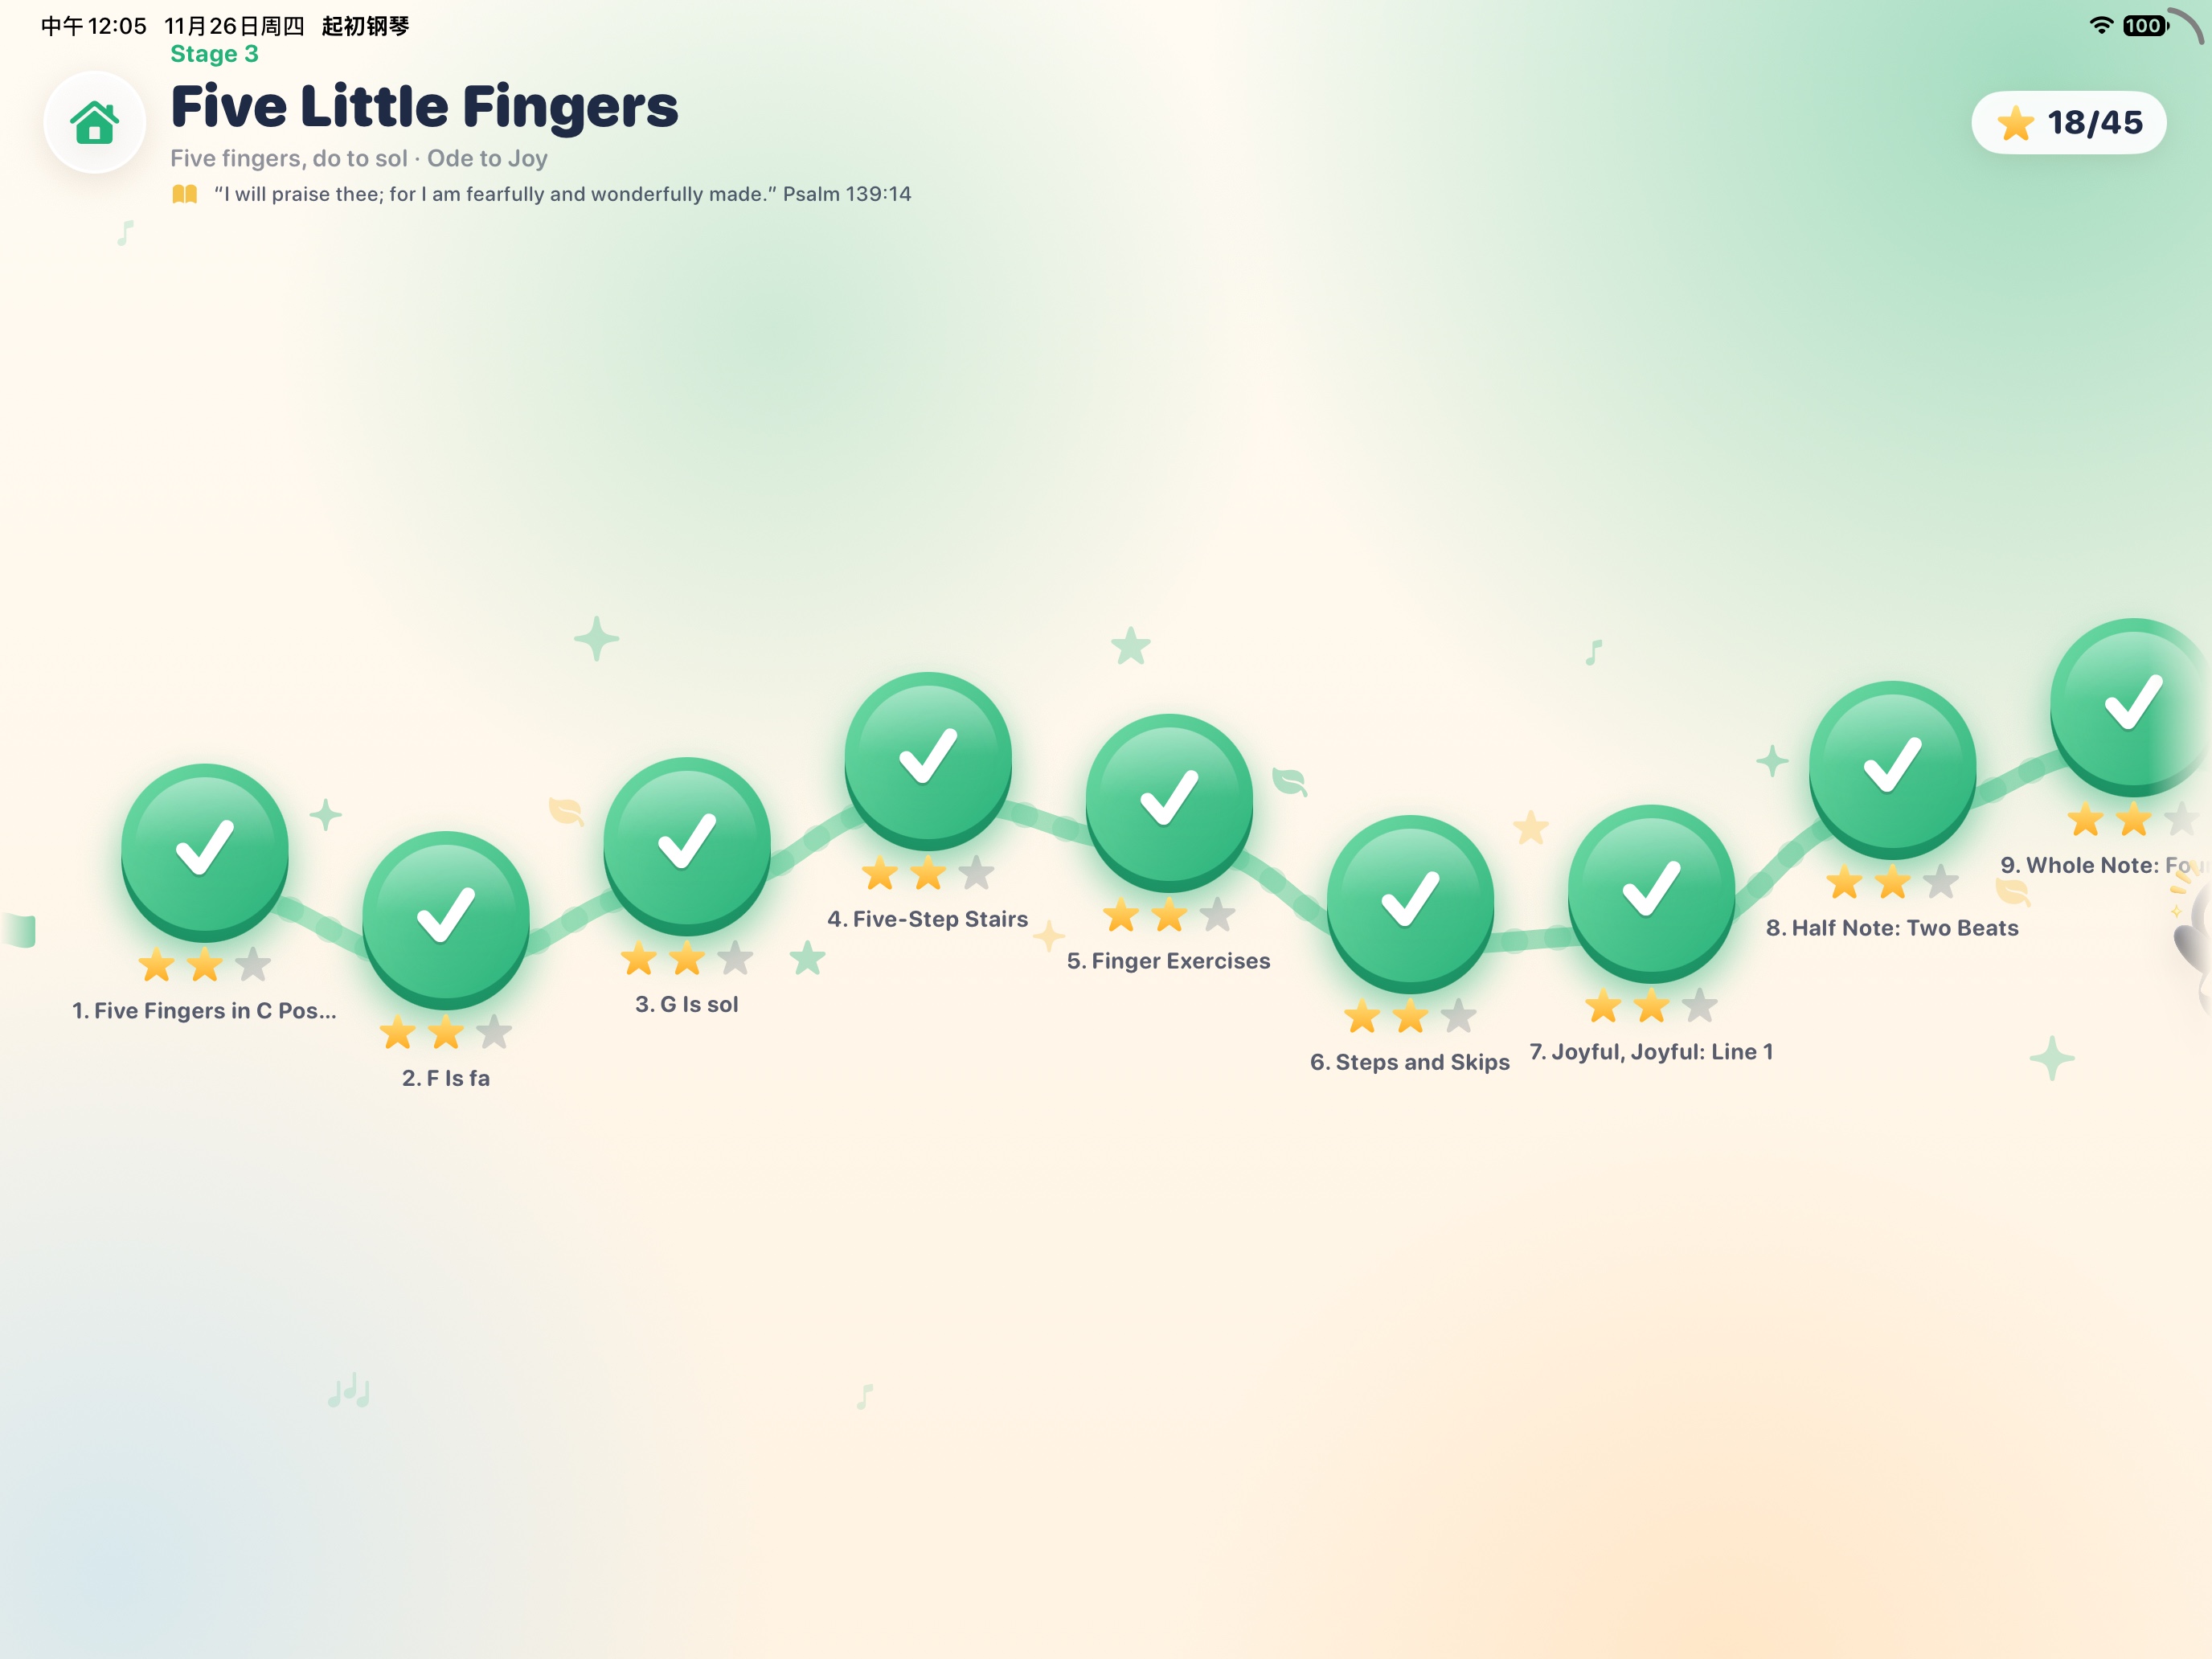 中午12:05 11月26日周四 起初钢琴
100
Stage 3
Five Little Fingers
18/45
Five fingers, do to sol · Ode to Joy
“I will praise thee; for I am fearfully and wonderfully made.” Psalm 139:14
1. Five Fingers in C Pos...
2. F Is fa
3. G Is sol
4. Five-Step Stairs
5. Finger Exercises
6. Steps and Skips
7. Joyful, Joyful: Line 1
8. Half Note: Two Beats
9. Whole Note: